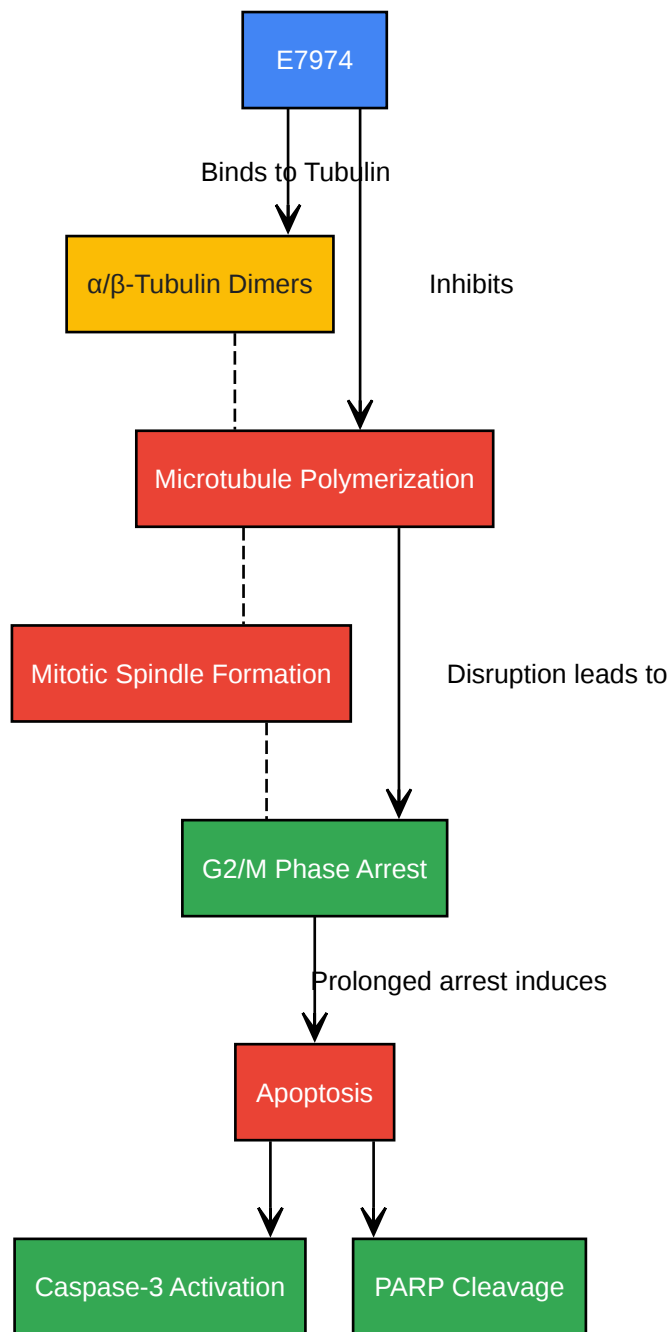 E7974
Binds to Tubulin
α/β-Tubulin Dimers
Inhibits
Microtubule Polymerization
Mitotic Spindle Formation
Disruption leads to
G2/M Phase Arrest
Prolonged arrest induces
Apoptosis
Caspase-3 Activation
PARP Cleavage